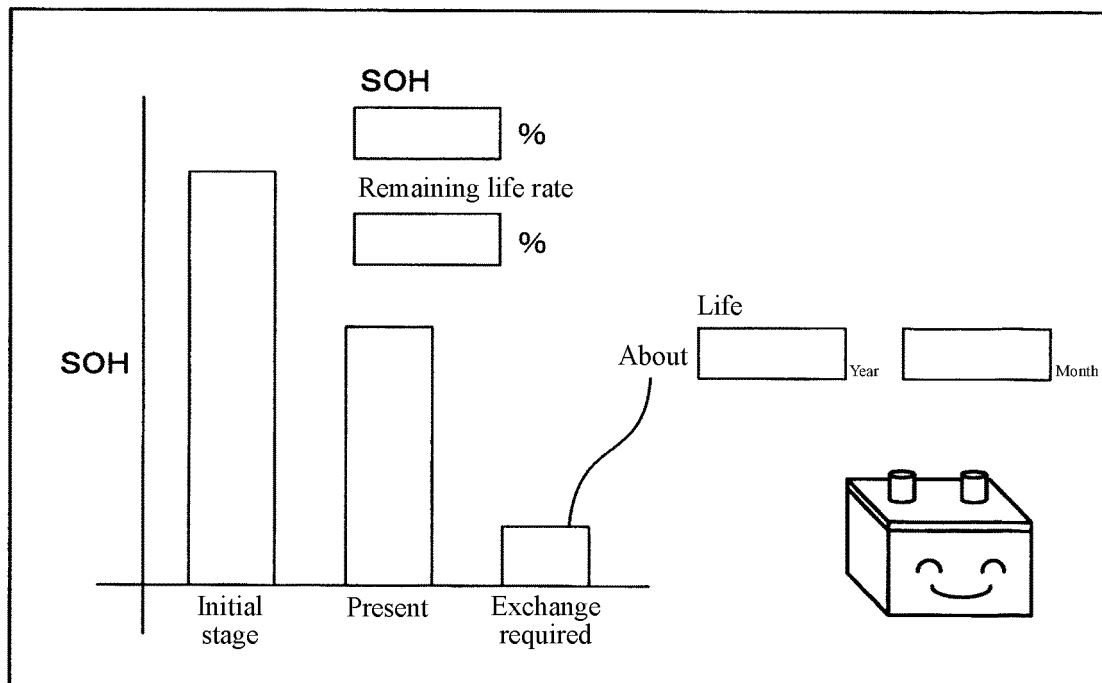 SOH
%
Remaining life rate
%
Life
About
Year
Month
SOH
Initial
stage
Present
Exchange
required